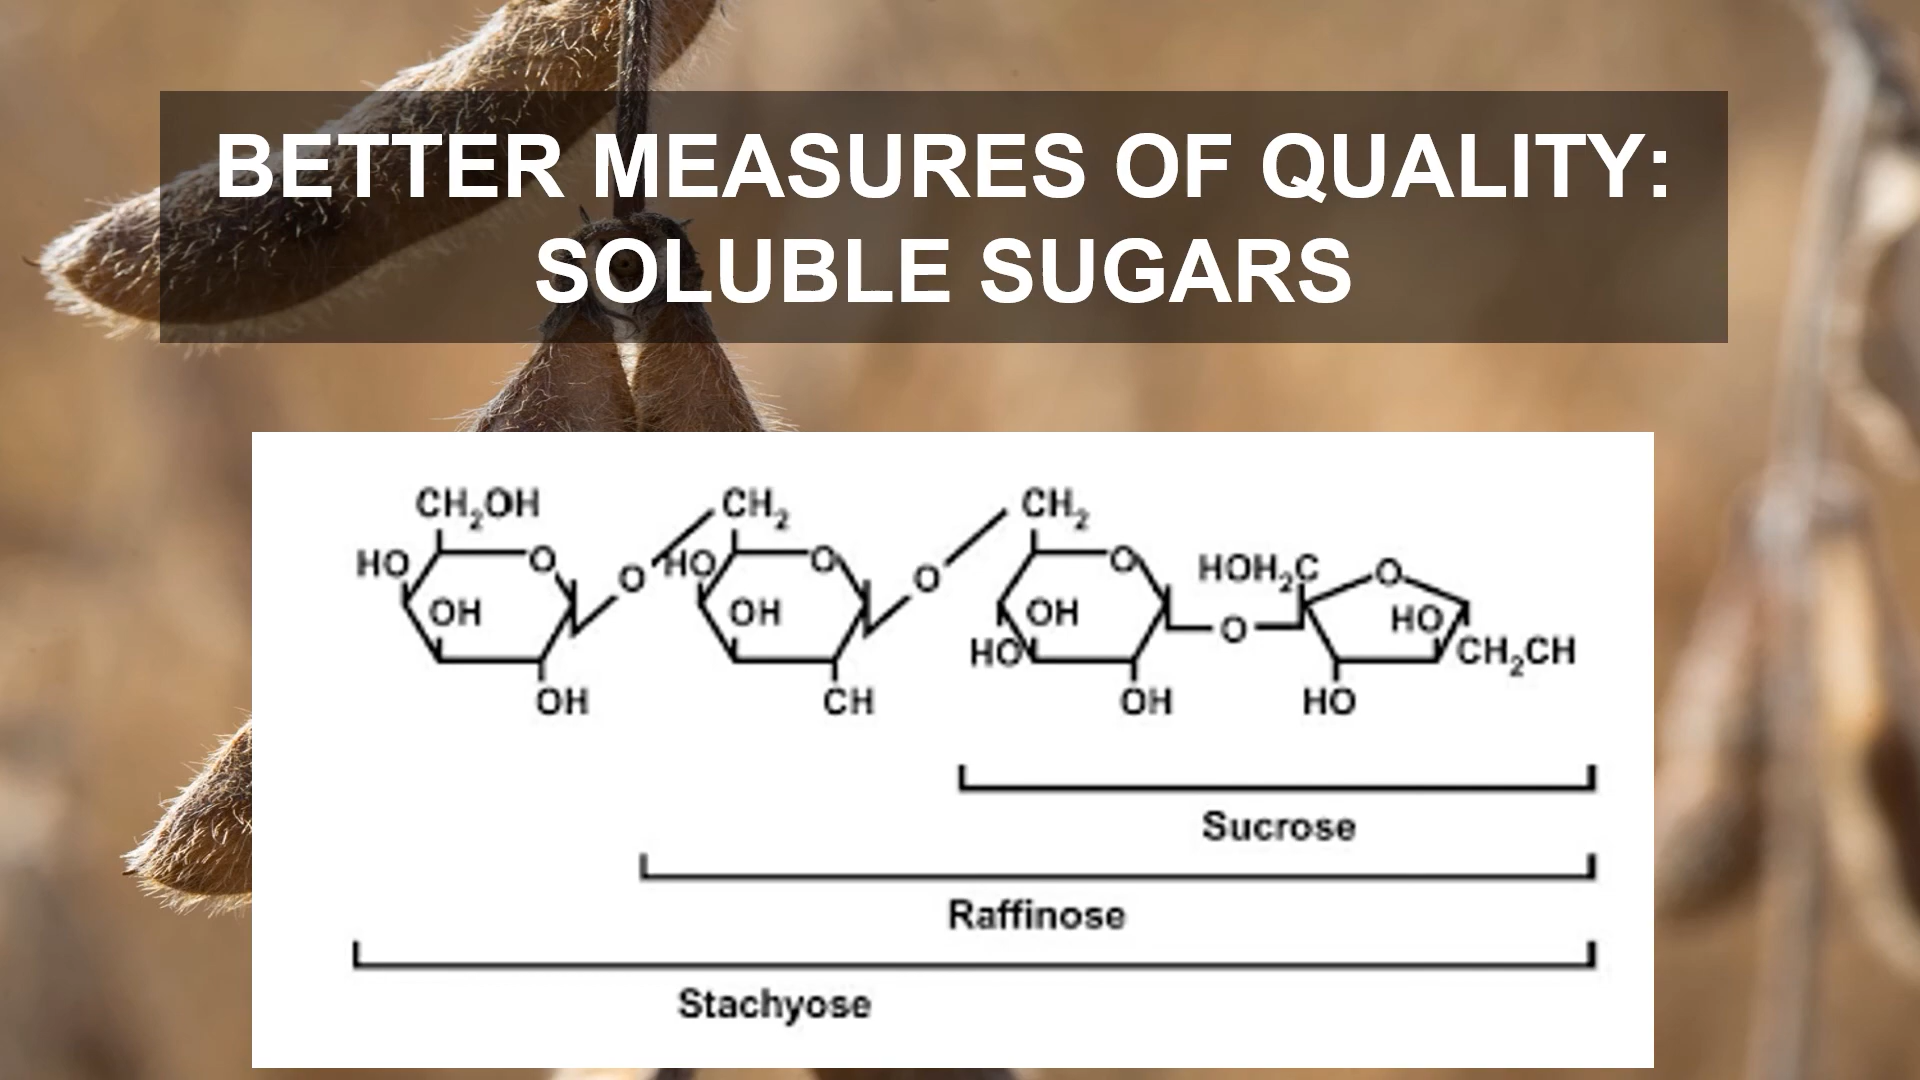 BETTER MEASURES OF QUALITY:
SOLUBLE SUGARS
CH₂OH CH₂ CH₂
HO O O HO O O O HOH₂C O
OH OH OH HO
O
HO CH₂CH
OH CH OH HO
Sucrose
Raffinose
Stachyose